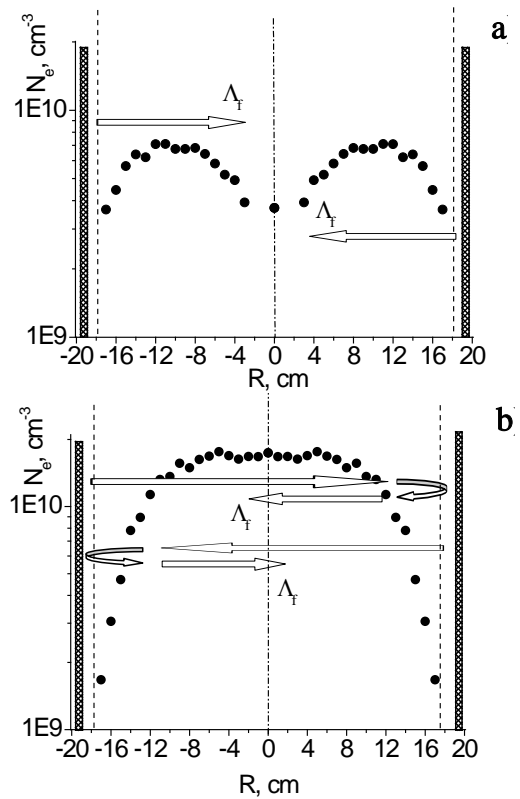 a)
N_e, cm^-3
1E10
Λ_f
Λ_f
1E9
-20 -16 -12 -8 -4 0 4 8 12 16 20
R, cm
b)
N_e, cm^-3
1E10
Λ_f
Λ_f
1E9
-20 -16 -12 -8 -4 0 4 8 12 16 20
R, cm